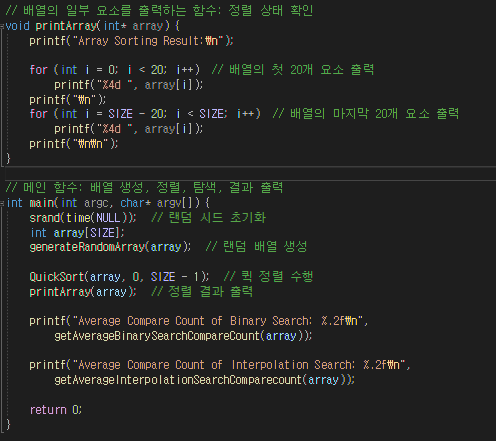 // 배열의 일부 요소를 출력하는 함수: 정렬 상태 확인
void printArray(int* array) {
printf("Array Sorting Result:₩n");
for (int i = 0; i < 20; i++)  // 배열의 첫 20개 요소 출력
printf("%4d ", array[i]);
printf("₩n");
for (int i = SIZE - 20; i < SIZE; i++)  // 배열의 마지막 20개 요소 출력
printf("%4d ", array[i]);
printf("₩n₩n");
}
// 메인 함수: 배열 생성, 정렬, 탐색, 결과 출력
int main(int argc, char* argv[]) {
srand(time(NULL));  // 랜덤 시드 초기화
int array[SIZE];
generateRandomArray(array);  // 랜덤 배열 생성
QuickSort(array, 0, SIZE - 1);  // 퀵 정렬 수행
printArray(array);  // 정렬 결과 출력
printf("Average Compare Count of Binary Search: %.2f₩n",
getAverageBinarySearchCompareCount(array));
printf("Average Compare Count of Interpolation Search: %.2f₩n",
getAverageInterpolationSearchComparecount(array));
return 0;
}